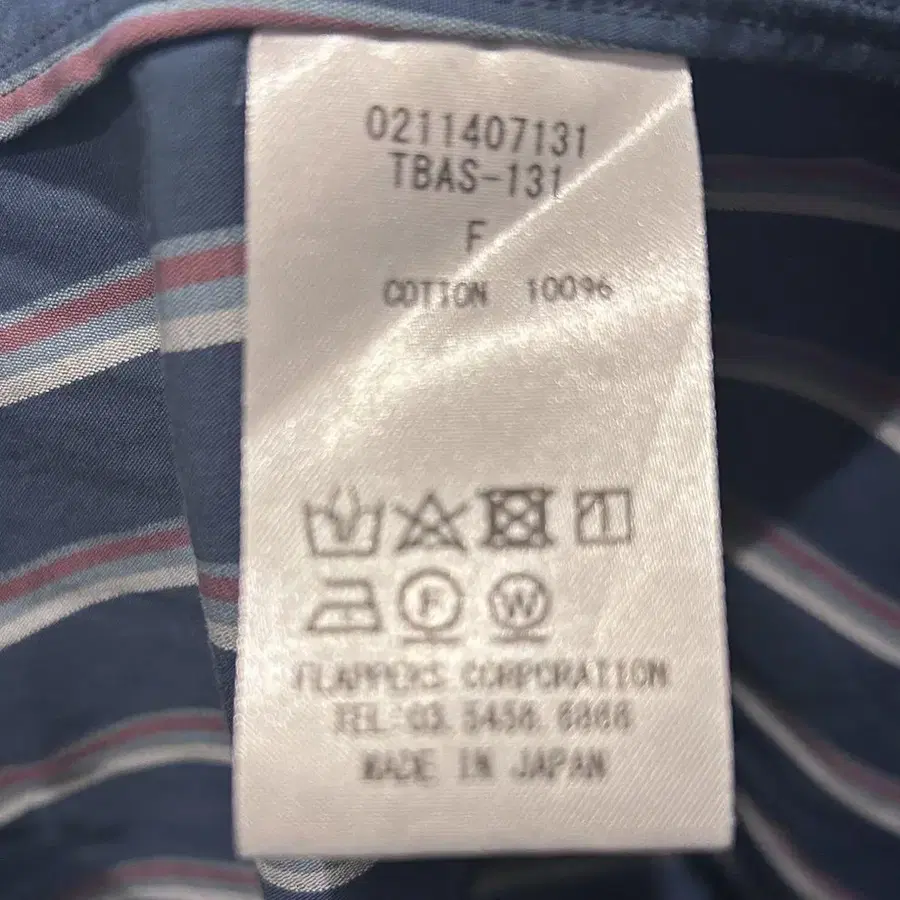 0211407131
TBAS-131
F
COTTON 100%
F W
FLAPPERS CORPORATION
TEL:03.5456.6866
MADE IN JAPAN